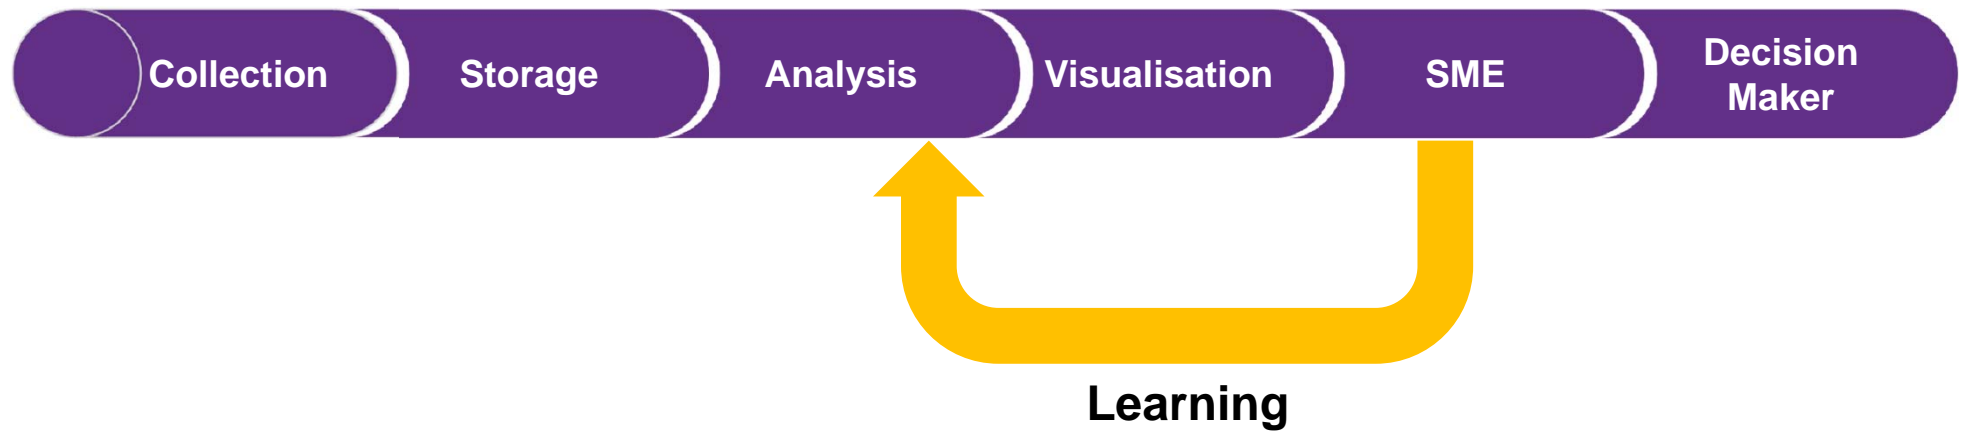 Collection
Storage
Analysis
Visualisation
SME
Decision
Maker
Learning